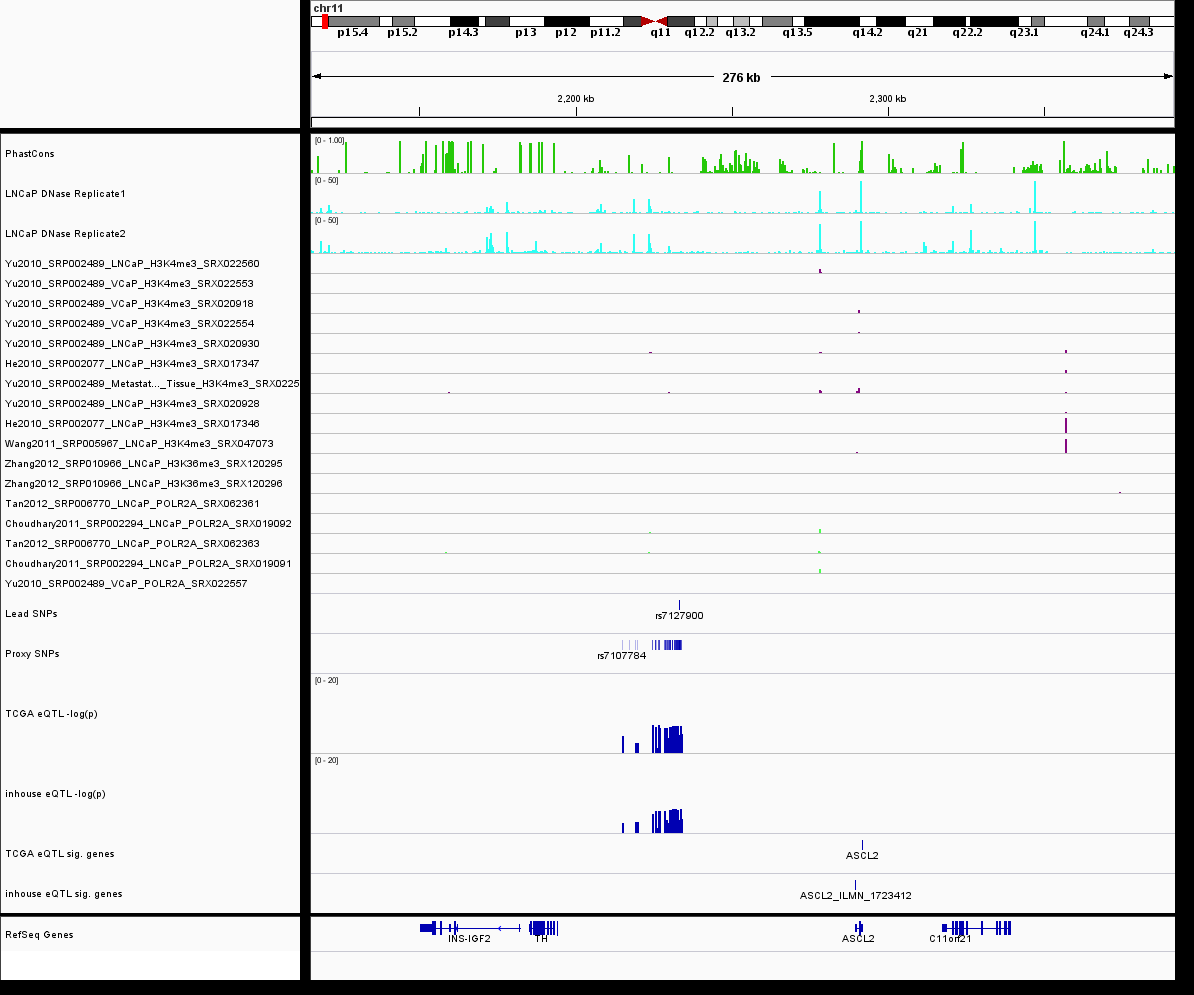 chr11
p15.4 p15.2 p14.3 p13 p12 p11.2 q11 q12.2 q13.2 q13.5 q14.2 q21 q22.2 q23.1 q24.1 q24.3
276 kb
2,200 kb 2,300 kb
PhastCons [0 - 1.00]
LNCaP DNase Replicate1 [0 - 50]
LNCaP DNase Replicate2 [0 - 50]
Yu2010_SRP002489_LNCaP_H3K4me3_SRX022560
Yu2010_SRP002489_VCaP_H3K4me3_SRX022553
Yu2010_SRP002489_VCaP_H3K4me3_SRX020918
Yu2010_SRP002489_VCaP_H3K4me3_SRX022554
Yu2010_SRP002489_LNCaP_H3K4me3_SRX020930
He2010_SRP002077_LNCaP_H3K4me3_SRX017347
Yu2010_SRP002489_Metastat..._Tissue_H3K4me3_SRX0225
Yu2010_SRP002489_LNCaP_H3K4me3_SRX020928
He2010_SRP002077_LNCaP_H3K4me3_SRX017346
Wang2011_SRP005967_LNCaP_H3K4me3_SRX047073
Zhang2012_SRP010966_LNCaP_H3K36me3_SRX120295
Zhang2012_SRP010966_LNCaP_H3K36me3_SRX120296
Tan2012_SRP006770_LNCaP_POLR2A_SRX062361
Choudhary2011_SRP002294_LNCaP_POLR2A_SRX019092
Tan2012_SRP006770_LNCaP_POLR2A_SRX062363
Choudhary2011_SRP002294_LNCaP_POLR2A_SRX019091
Yu2010_SRP002489_VCaP_POLR2A_SRX022557
Lead SNPs rs7127900
Proxy SNPs rs7107784
[0 - 20]
TCGA eQTL -log(p)
[0 - 20]
inhouse eQTL -log(p)
TCGA eQTL sig. genes ASCL2
inhouse eQTL sig. genes ASCL2_ILMN_1723412
RefSeq Genes INS-IGF2 TH ASCL2 C11orf21